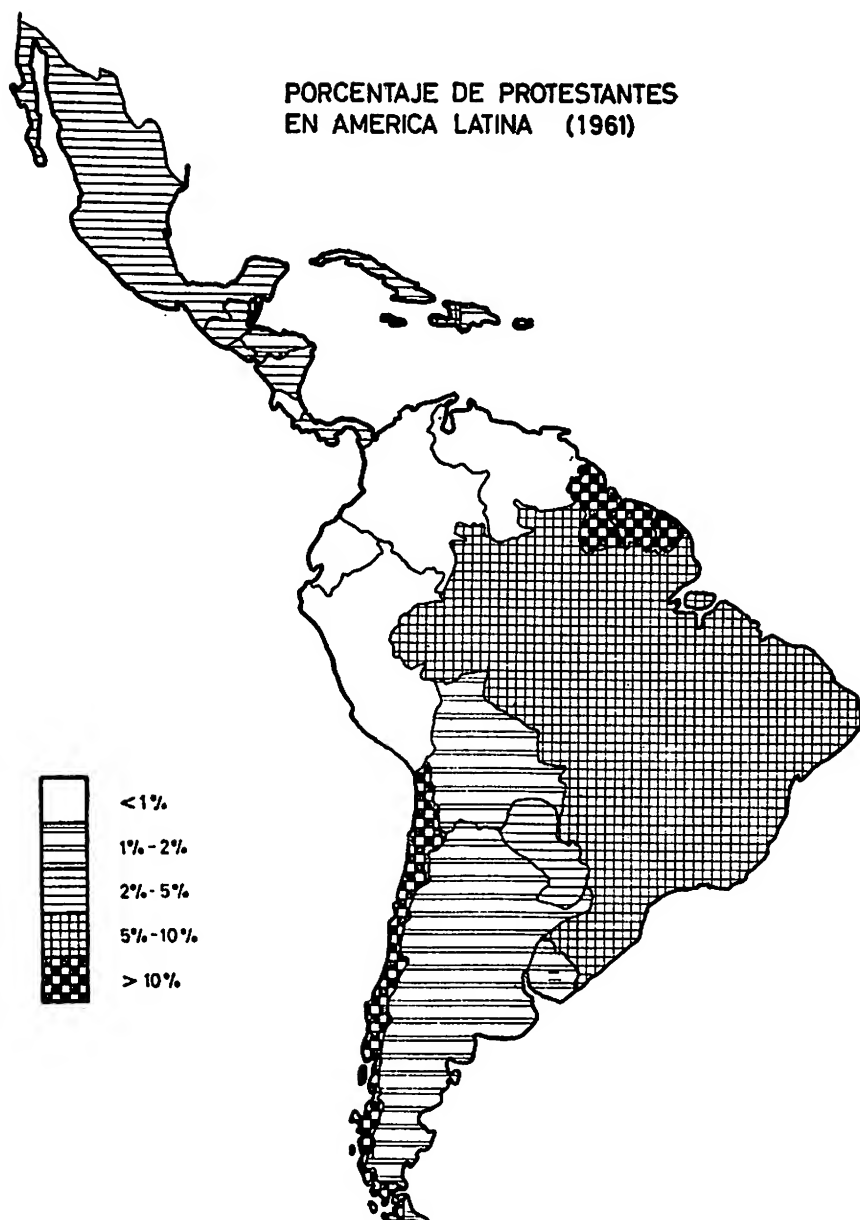 PORCENTAJE DE PROTESTANTES
EN AMERICA LATINA (1961)
<1%
1%-2%
2%-5%
5%-10%
>10%